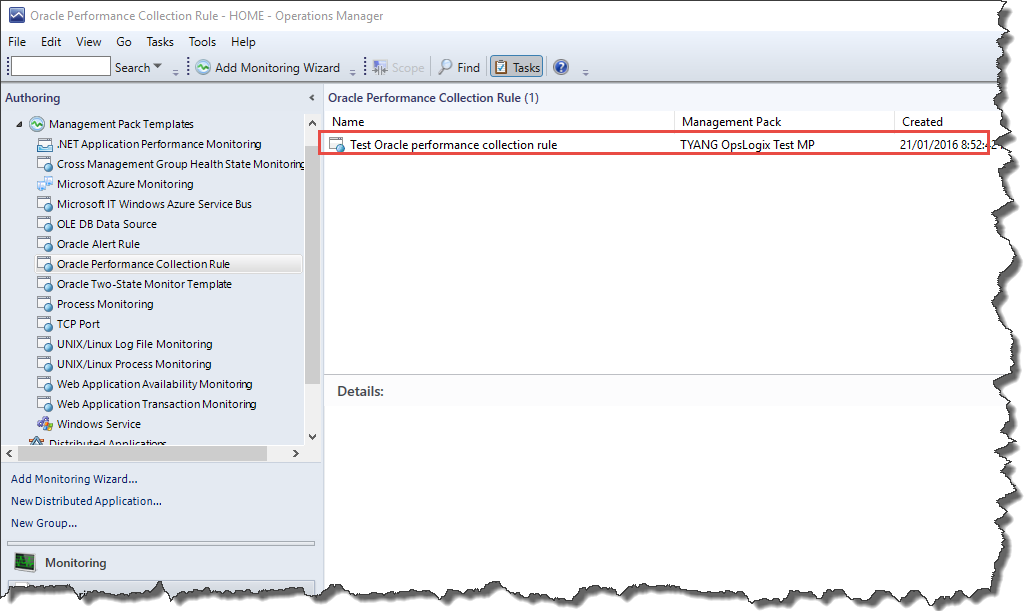 Oracle Performance Collection Rule - HOME - Operations Manager
File Edit View Go Tasks Tools Help
Search Add Monitoring Wizard Scope Find Tasks
Authoring
Management Pack Templates
.NET Application Performance Monitoring
Cross Management Group Health State Monitoring
Microsoft Azure Monitoring
Microsoft IT Windows Azure Service Bus
OLE DB Data Source
Oracle Alert Rule
Oracle Performance Collection Rule
Oracle Two-State Monitor Template
Process Monitoring
TCP Port
UNIX/Linux Log File Monitoring
UNIX/Linux Process Monitoring
Web Application Availability Monitoring
Web Application Transaction Monitoring
Windows Service
Distributed Applications
Add Monitoring Wizard...
New Distributed Application...
New Group...
Monitoring
Oracle Performance Collection Rule (1)
Name Management Pack Created
Test Oracle performance collection rule TYANG OpsLogix Test MP 21/01/2016 8:52:42
Details: